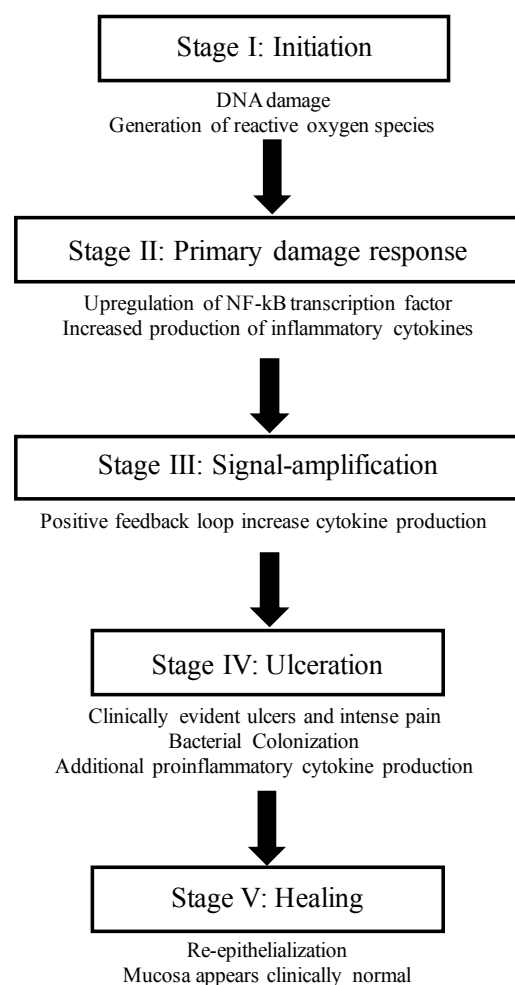 Stage I: Initiation
DNA damage
Generation of reactive oxygen species
Stage II: Primary damage response
Upregulation of NF-kB transcription factor
Increased production of inflammatory cytokines
Stage III: Signal-amplification
Positive feedback loop increase cytokine production
Stage IV: Ulceration
Clinically evident ulcers and intense pain
Bacterial Colonization
Additional proinflammatory cytokine production
Stage V: Healing
Re-epithelialization
Mucosa appears clinically normal